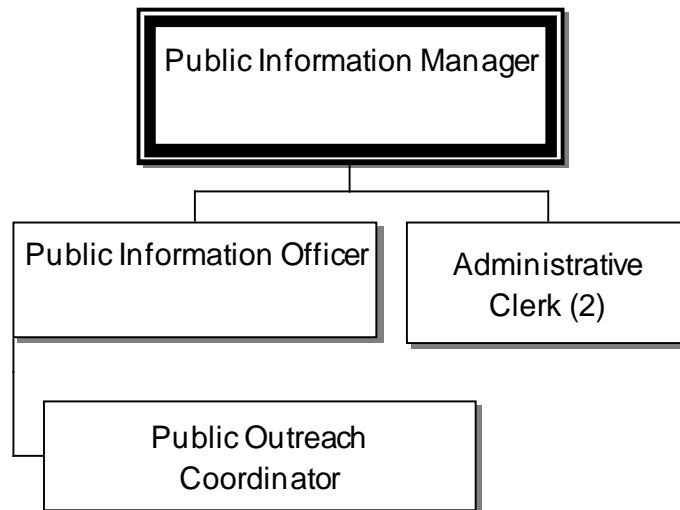 Public Information Manager
Public Information Officer
Administrative
Clerk (2)
Public Outreach
Coordinator